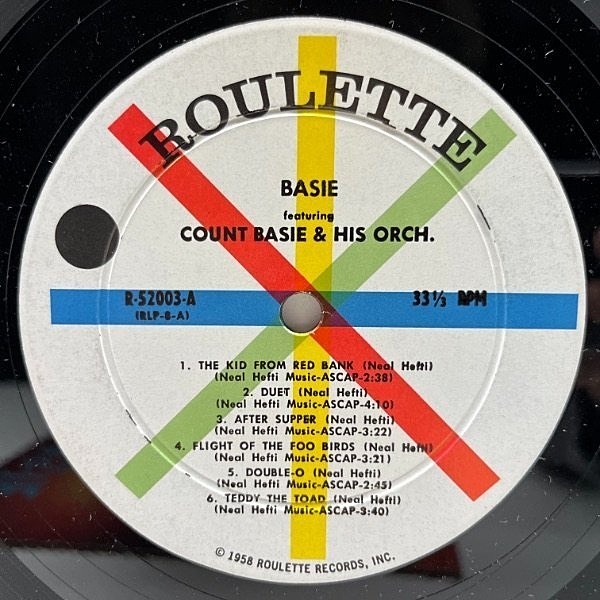 ROULETTE
BASIE
featuring
COUNT BASIE & HIS ORCH.
R-52003-A 33⅓ RPM
(RLP-8-A)
1. THE KID FROM RED BANK (Neal Hefti)
(Neal Hefti Music-ASCAP-2:38)
2. DUET (Neal Hefti)
(Neal Hefti Music-ASCAP-4:10)
3. AFTER SUPPER (Neal Hefti)
(Neal Hefti Music-ASCAP-3:22)
4. FLIGHT OF THE FOO BIRDS (Neal Hefti)
(Neal Hefti Music-ASCAP-3:21)
5. DOUBLE-O (Neal Hefti)
(Neal Hefti Music-ASCAP-2:45)
6. TEDDY THE TOAD (Neal Hefti)
(Neal Hefti Music-ASCAP-3:40)
© 1958 ROULETTE RECORDS, INC.